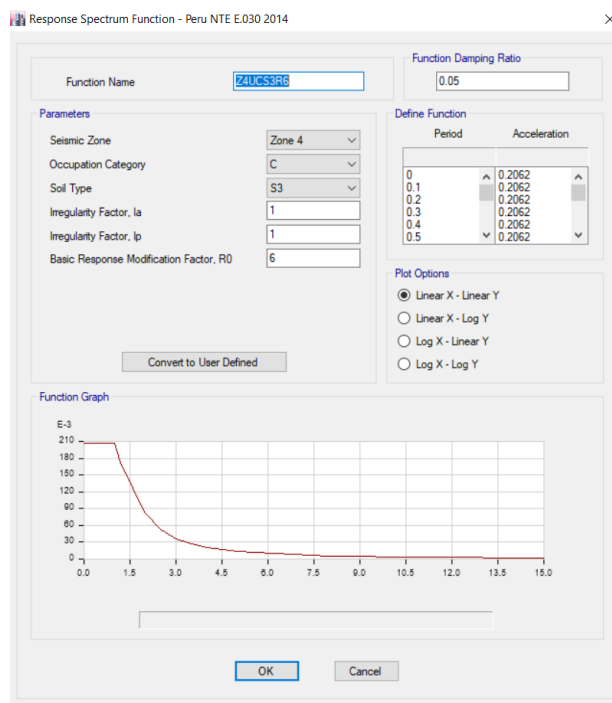 Response Spectrum Function - Peru NTE E.030 2014
Function Name
Z4UCS3R6
Function Damping Ratio
0.05
Parameters
Seismic Zone
Zone 4
Occupation Category
C
Soil Type
S3
Irregularity Factor, Ia
1
Irregularity Factor, Ip
1
Basic Response Modification Factor, R0
6
Convert to User Defined
Define Function
Period Acceleration
0 0.2062
0.1 0.2062
0.2 0.2062
0.3 0.2062
0.4 0.2062
0.5 0.2062
Plot Options
Linear X - Linear Y
Linear X - Log Y
Log X - Linear Y
Log X - Log Y
Function Graph
E-3
210
180
150
120
90
60
30
0
0.0 1.5 3.0 4.5 6.0 7.5 9.0 10.5 12.0 13.5 15.0
OK Cancel